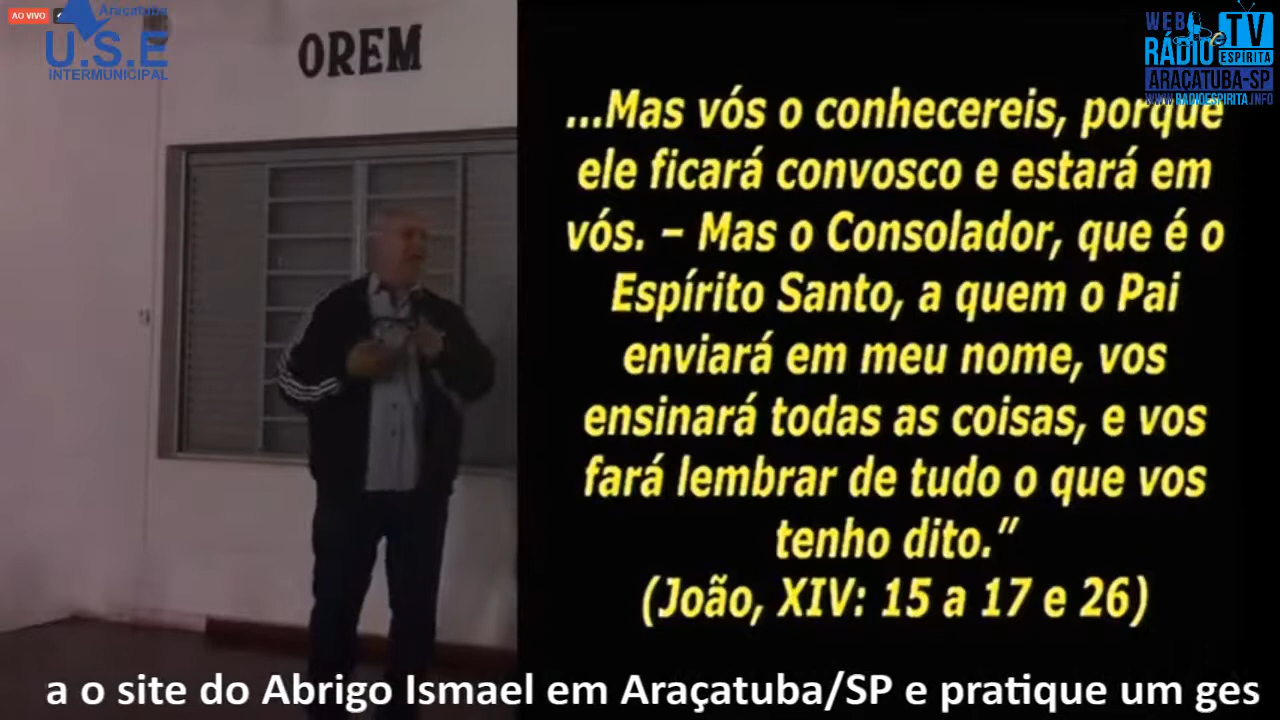 AO VIVO
Araçatuba
U.S.E
INTERMUNICIPAL
OREM
WEB
RÁDIO
e TV
ESPÍRITA
ARAÇATUBA-SP
WWW.RADIOESPIRITA.INFO
...Mas vós o conhecereis, porque
ele ficará convosco e estará em
vós. – Mas o Consolador, que é o
Espírito Santo, a quem o Pai
enviará em meu nome, vos
ensinará todas as coisas, e vos
fará lembrar de tudo o que vos
tenho dito.”
(João, XIV: 15 a 17 e 26)
a o site do Abrigo Ismael em Araçatuba/SP e pratique um ges